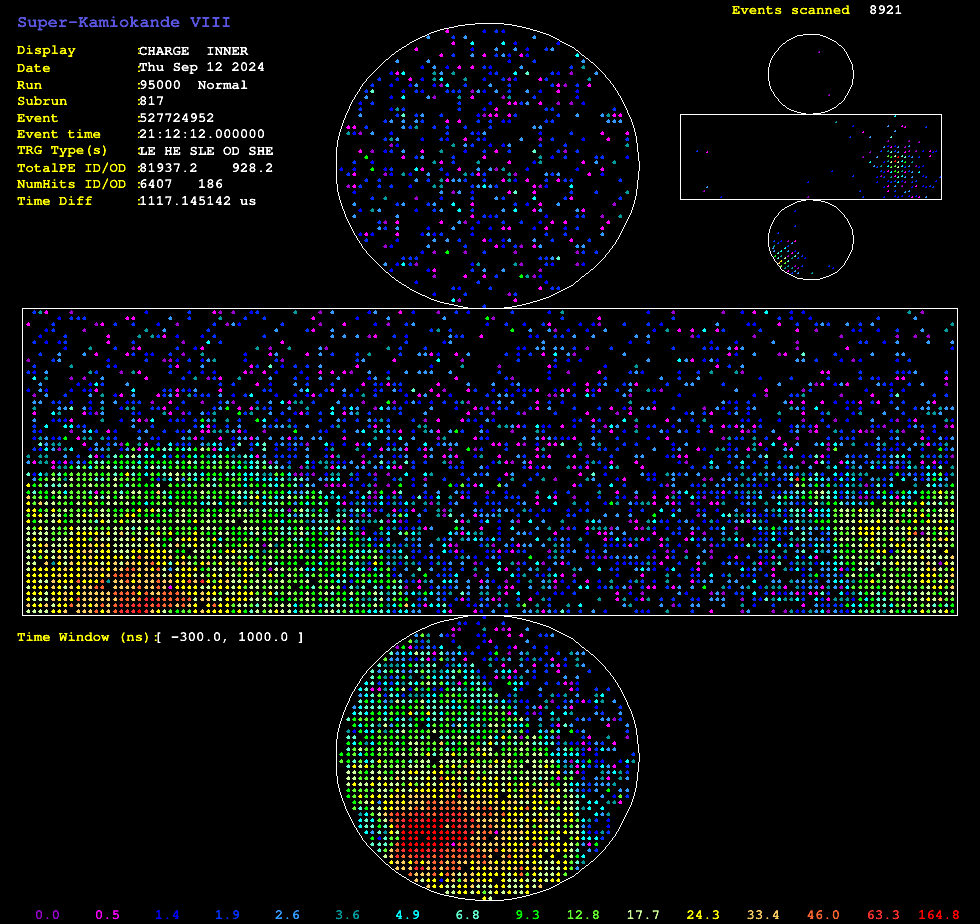 Super-Kamiokande VIII
Events scanned 8921
Display :CHARGE INNER
Date :Thu Sep 12 2024
Run :95000 Normal
Subrun :817
Event :527724952
Event time :21:12:12.000000
TRG Type(s) :LE HE SLE OD SHE
TotalPE ID/OD :81937.2 928.2
NumHits ID/OD :6407 186
Time Diff :1117.145142 us
Time Window (ns):[ -300.0, 1000.0 ]
0.0 0.5 1.4 1.9 2.6 3.6 4.9 6.8 9.3 12.8 17.7 24.3 33.4 46.0 63.3 164.8